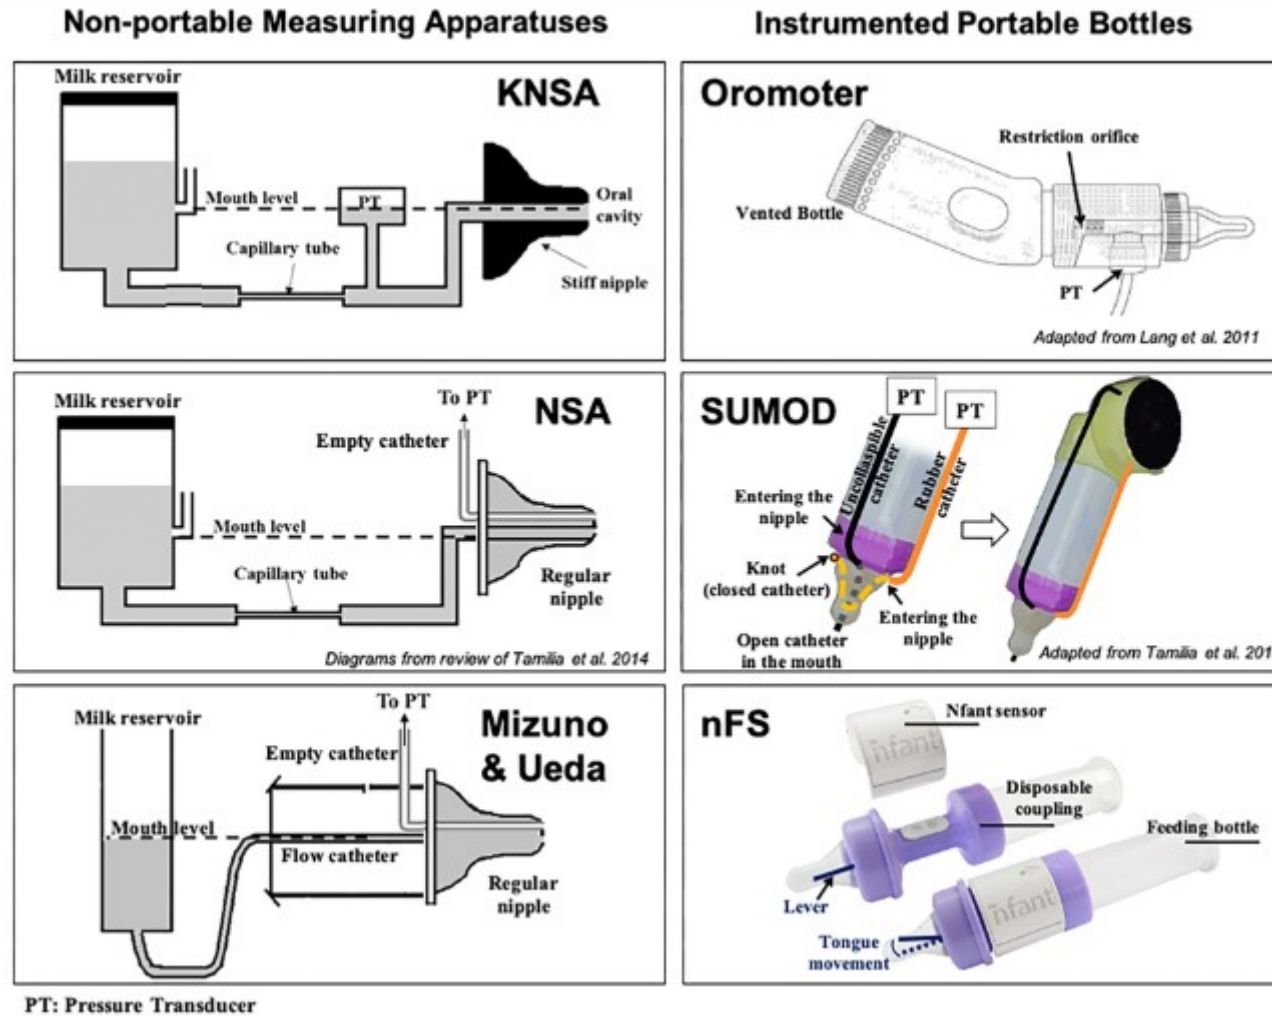 Non-portable Measuring Apparatuses
Instrumented Portable Bottles
Milk reservoir
KNSA
Mouth level
PT
Oral
cavity
Capillary tube
Stiff nipple
Oromoter
Restriction orifice
Vented Bottle
PT
Adapted from Lang et al. 2011
Milk reservoir
To PT
NSA
Empty catheter
Mouth level
Capillary tube
Regular
nipple
Diagrams from review of Tamilia et al. 2014
SUMOD
PT
PT
Uncollaspible
catheter
Rubber
catheter
Entering the
nipple
Knot
(closed catheter)
Entering the
nipple
Open catheter
in the mouth
Adapted from Tamilia et al. 201
Milk reservoir
To PT
Mizuno
& Ueda
Empty catheter
Mouth level
Flow catheter
Regular
nipple
nFS
Nfant sensor
nfant
Disposable
coupling
Feeding bottle
Lever
nfant
Tongue
movement
PT: Pressure Transducer